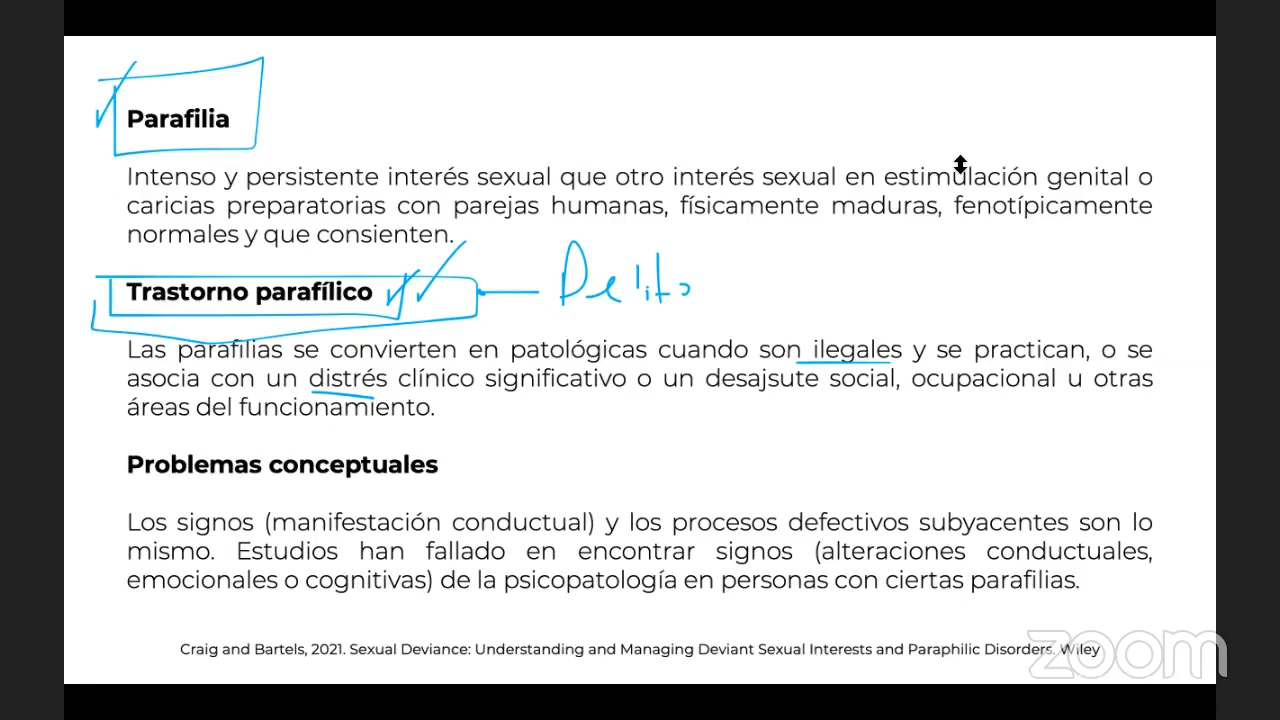 Parafilia
Intenso y persistente interés sexual que otro interés sexual en estimulación genital o
caricias preparatorias con parejas humanas, físicamente maduras, fenotípicamente
normales y que consienten.
Trastorno parafílico
Delito
Las parafilias se convierten en patológicas cuando son ilegales y se practican, o se
asocia con un distrés clínico significativo o un desajsute social, ocupacional u otras
áreas del funcionamiento.
Problemas conceptuales
Los signos (manifestación conductual) y los procesos defectivos subyacentes son lo
mismo. Estudios han fallado en encontrar signos (alteraciones conductuales,
emocionales o cognitivas) de la psicopatología en personas con ciertas parafilias.
Craig and Bartels, 2021. Sexual Deviance: Understanding and Managing Deviant Sexual Interests and Paraphilic Disorders. Wiley
zoom